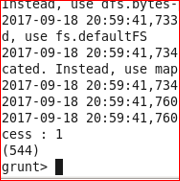 Instead, use dfs.bytes-
2017-09-18 20:59:41,733
d, use fs.defaultFS
2017-09-18 20:59:41,734
cated. Instead, use map
2017-09-18 20:59:41,734
2017-09-18 20:59:41,760
2017-09-18 20:59:41,760
cess : 1
(544)
grunt>